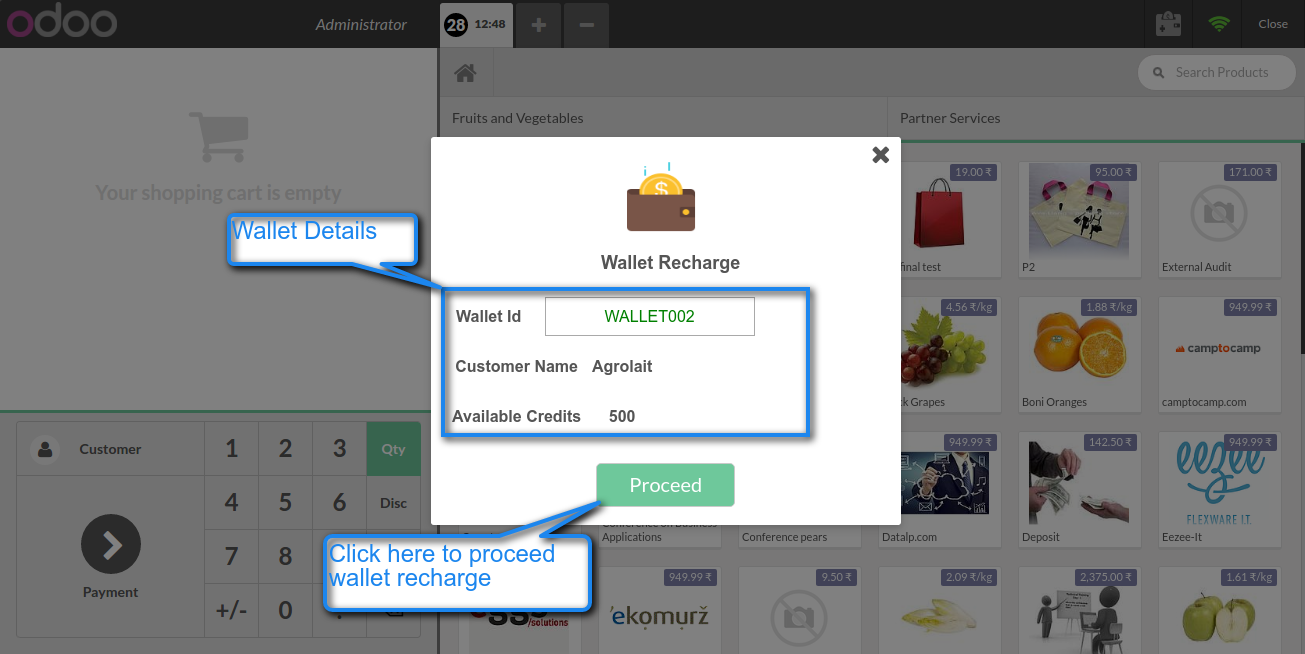 odoo
Administrator
28 12:48
+
−
Close
Search Products
Fruits and Vegetables
Partner Services
Your shopping cart is empty
Wallet Details
Wallet Recharge
Wallet Id WALLET002
Customer Name Agrolait
Available Credits 500
Proceed
Click here to proceed
wallet recharge
19.00 ₹
final test
95.00 ₹
P2
171.00 ₹
External Audit
4.56 ₹/kg
Grapes
1.88 ₹/kg
Boni Oranges
949.99 ₹
camptocamp
camptocamp.com
949.99 ₹
Datalp.com
142.50 ₹
Deposit
949.99 ₹
eezee
FLEXWARE I.T.
Eezee-It
Conference on Business
Applications
Conference pears
/solutions
949.99 ₹
ekomurž
9.50 ₹
2.09 ₹/kg
2,375.00 ₹
1.61 ₹/kg
Customer
1 2 3 Qty
4 5 6 Disc
7 8
+/- 0
Payment